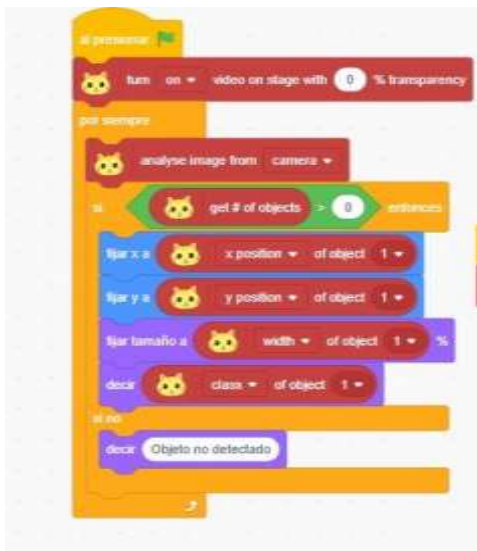 al presionar
turn on video on stage with 0 % transparency
por siempre
analyse image from camera
si get # of objects > 0 entonces
fijar x a x position of object 1
fijar y a y position of object 1
fijar tamaño a width of object 1 %
decir class of object 1
si no
decir Objeto no detectado